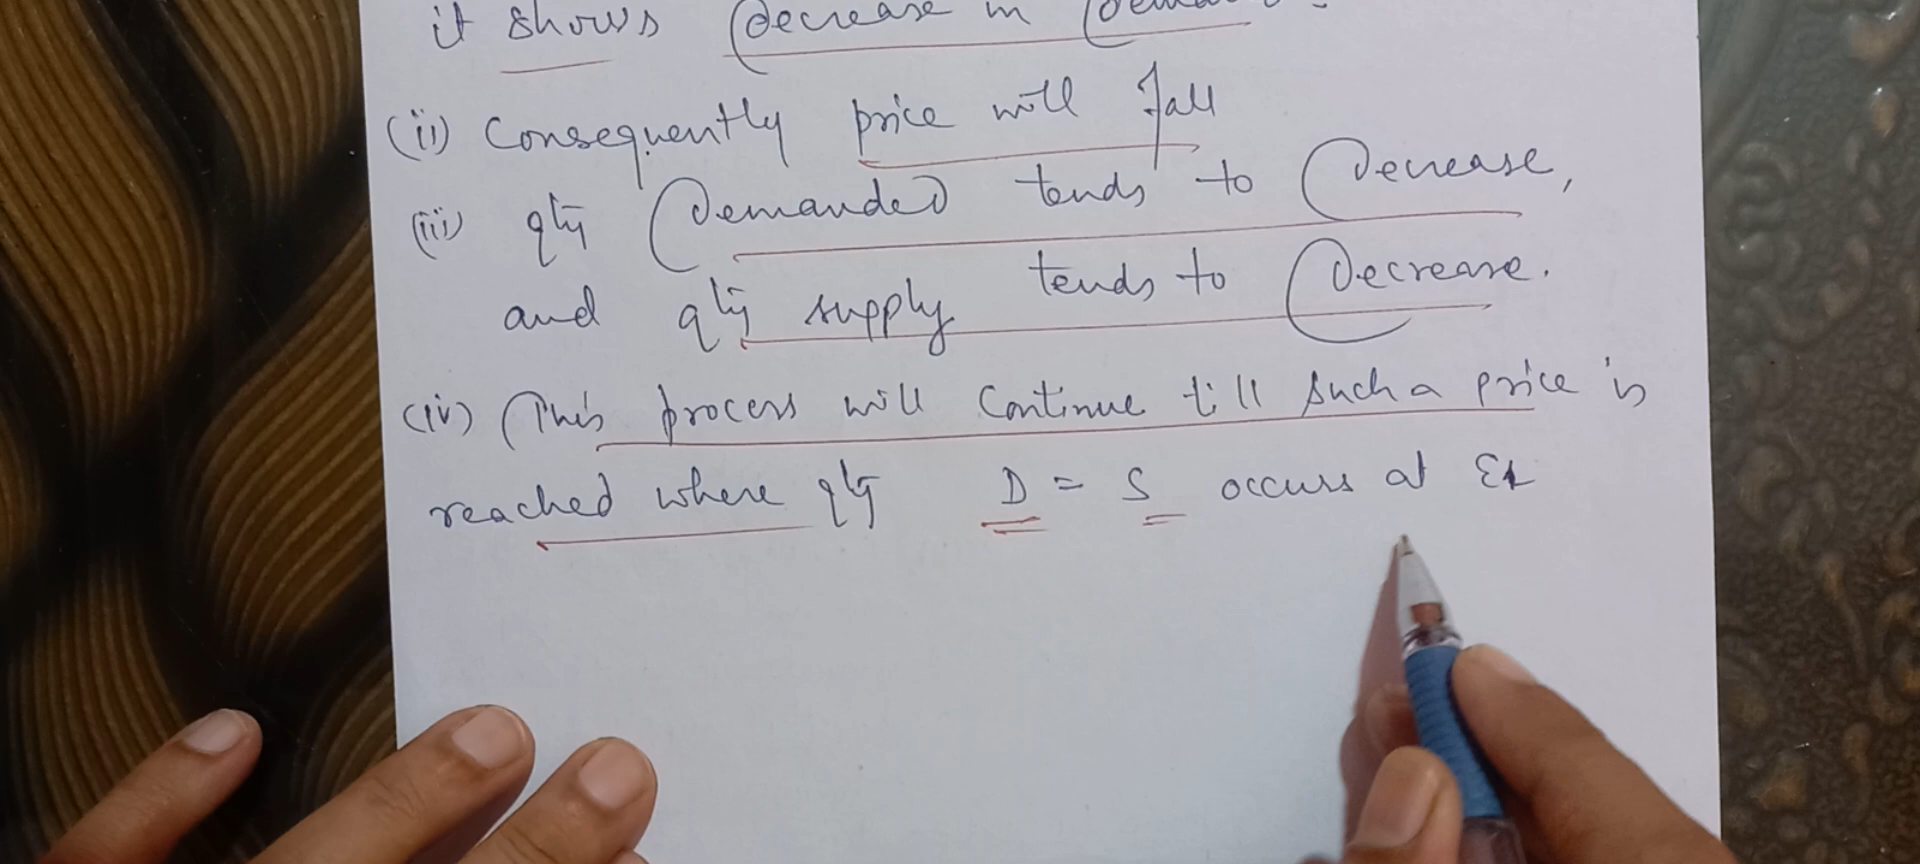 it shows Decrease in Demand.
(ii) Consequently price will fall
(iii) qty Demanded tends to Decrease,
and qty supply tends to Decrease.
(iv) This process will continue till such a price is
reached where qty D = S occurs at E1